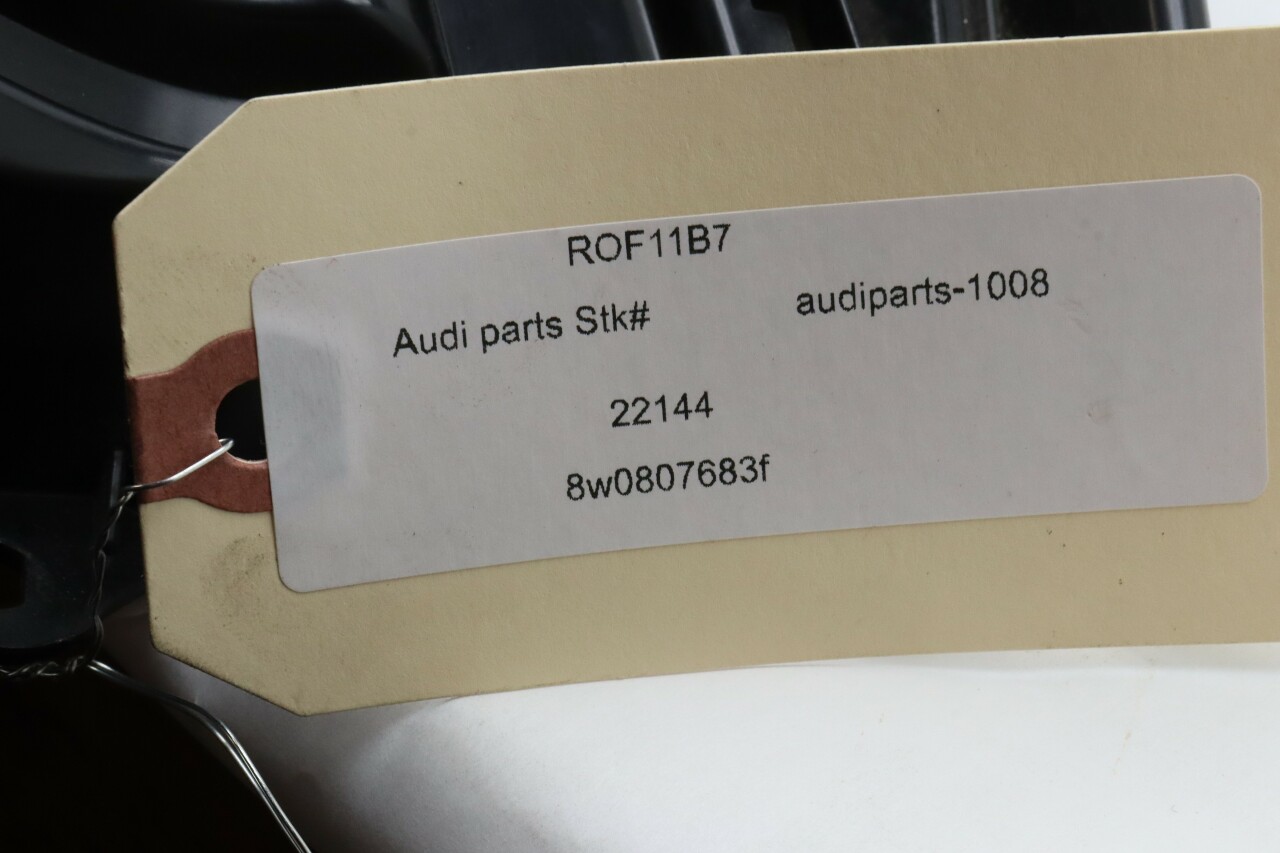 ROF11B7
Audi parts Stk# audiparts-1008
22144
8w0807683f